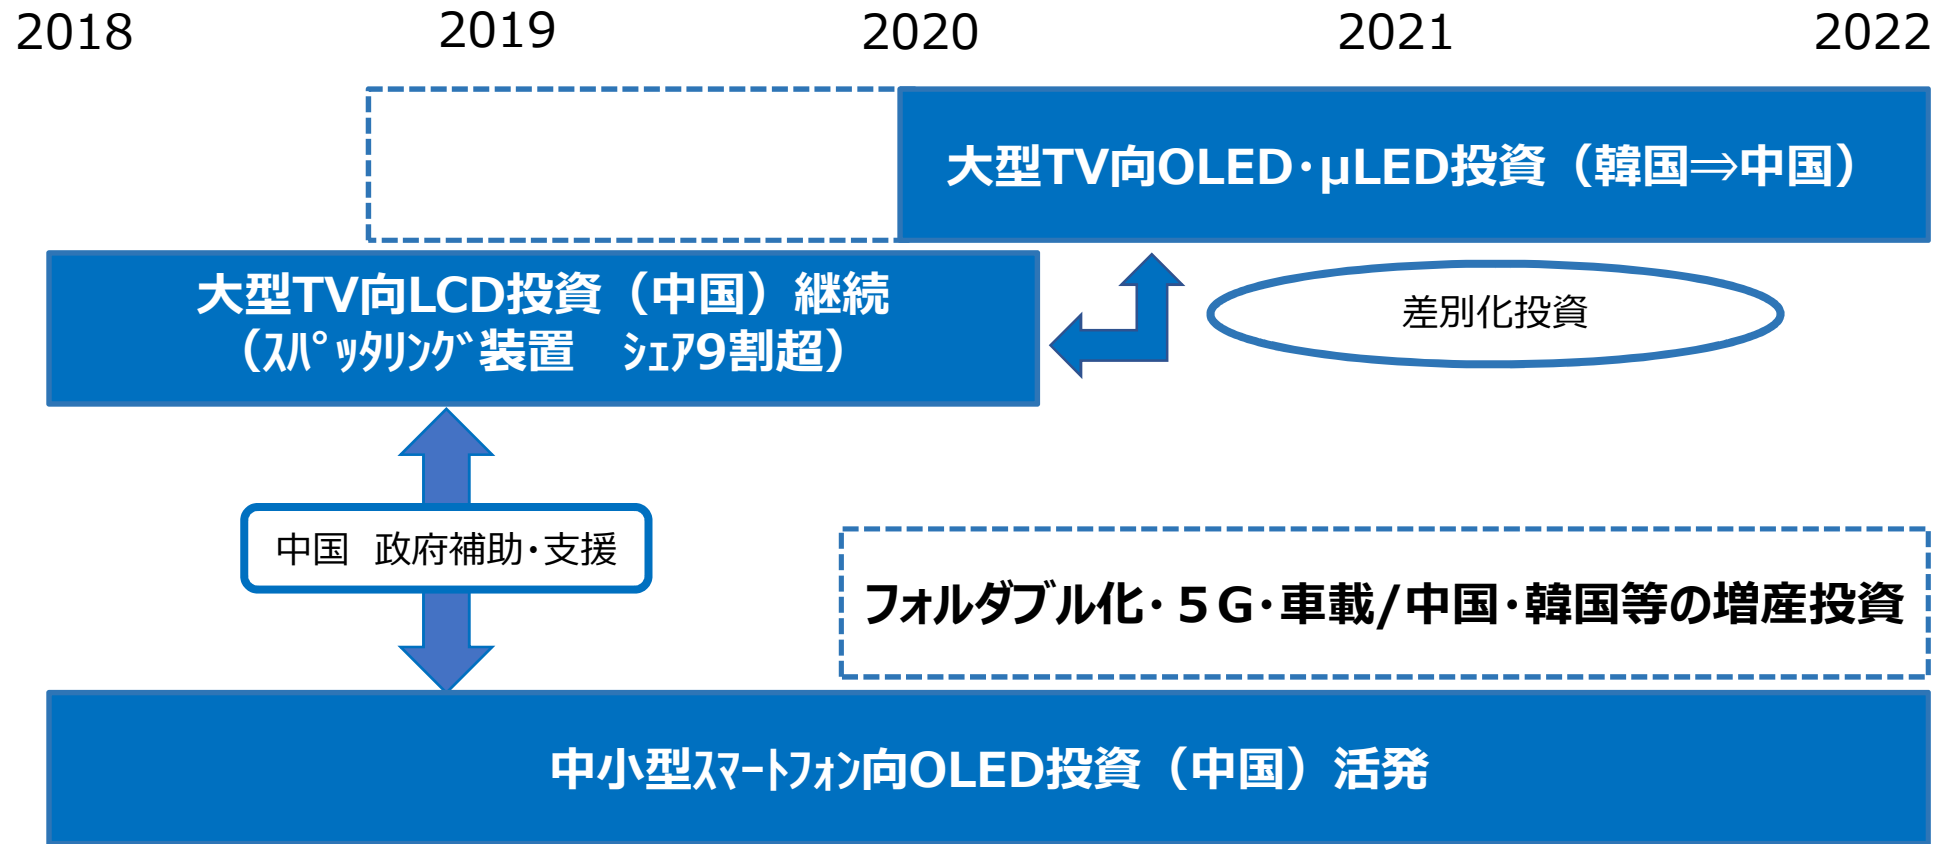 2018 2019 2020 2021 2022
大型TV向OLED・μLED投資（韓国⇒中国）
大型TV向LCD投資（中国）継続
（ｽﾊﾟｯﾀﾘﾝｸﾞ装置　ｼｪｱ9割超）
差別化投資
中国　政府補助・支援
フォルダブル化・５G・車載/中国・韓国等の増産投資
中小型ｽﾏｰﾄﾌｫﾝ向OLED投資（中国）活発